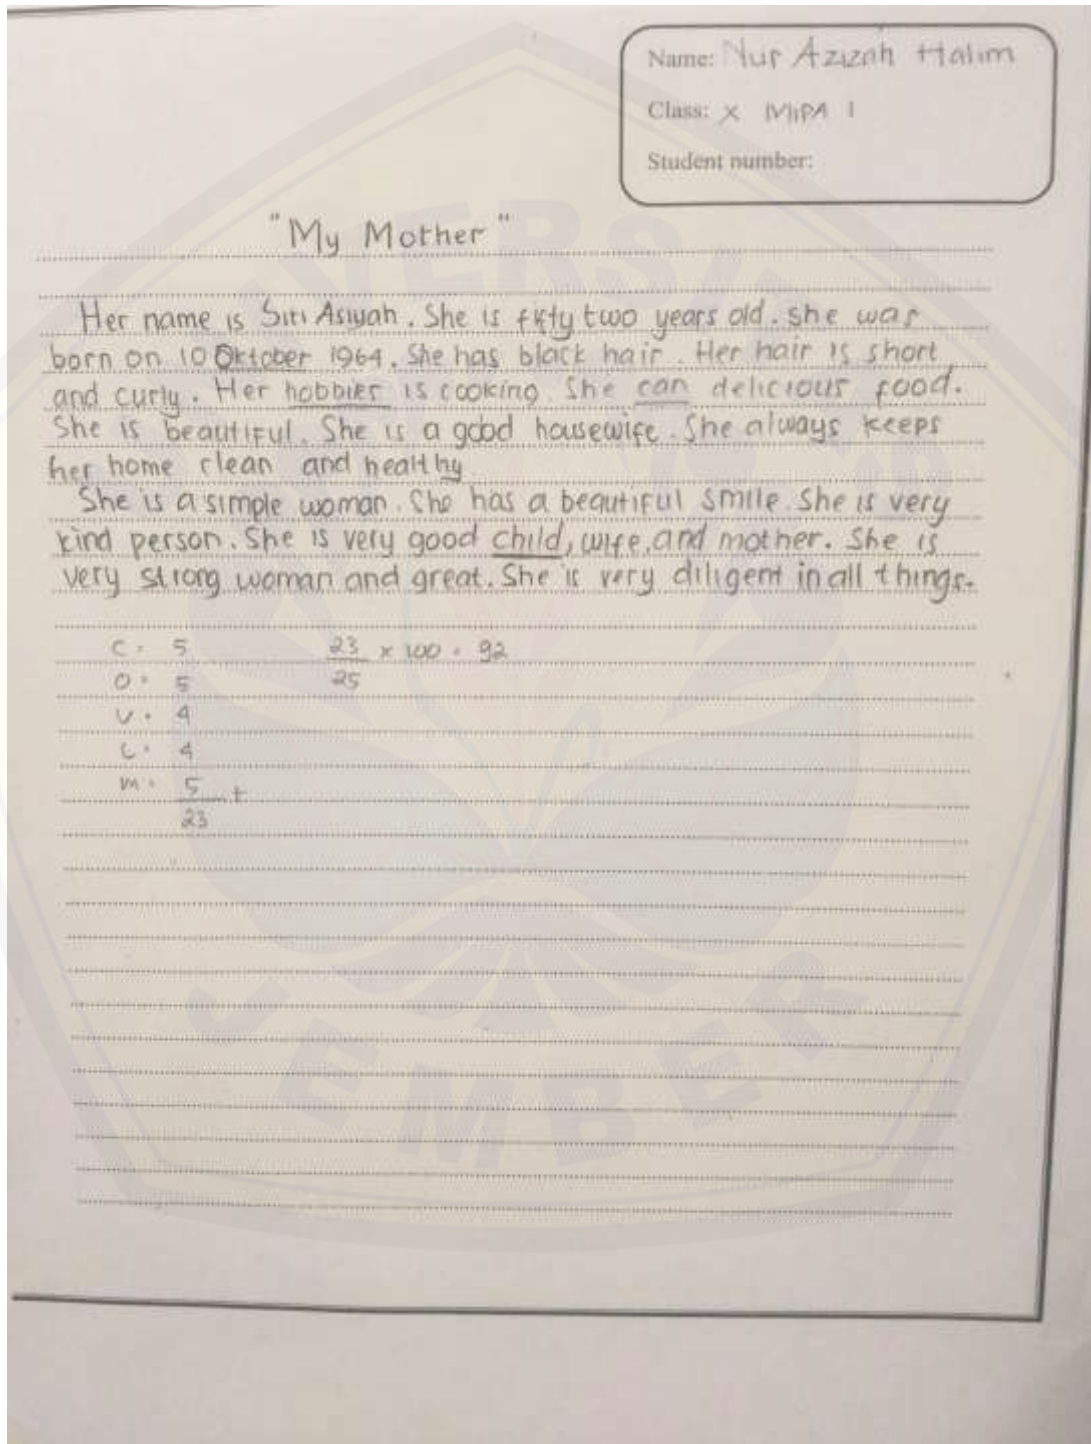 Name: Nur Azizah Halim
Class: X MIPA 1
Student number:
"My Mother"
Her name is Siti Asiyah. She is fifty two years old. she was
born on 10 Oktober 1964. She has black hair. Her hair is short
and curly. Her hobbies is cooking. She can delicious food.
She is beautiful. She is a good housewife. She always keeps
her home clean and healthy
She is a simple woman. She has a beautiful smile. She is very
kind person. She is very good child, wife, and mother. She is
very strong woman and great. She is very diligent in all things.
C = 5
23/25 x 100 = 92
O = 5
V = 4
L = 4
M = 5 +
23
UNIVERSITAS
JEMBER